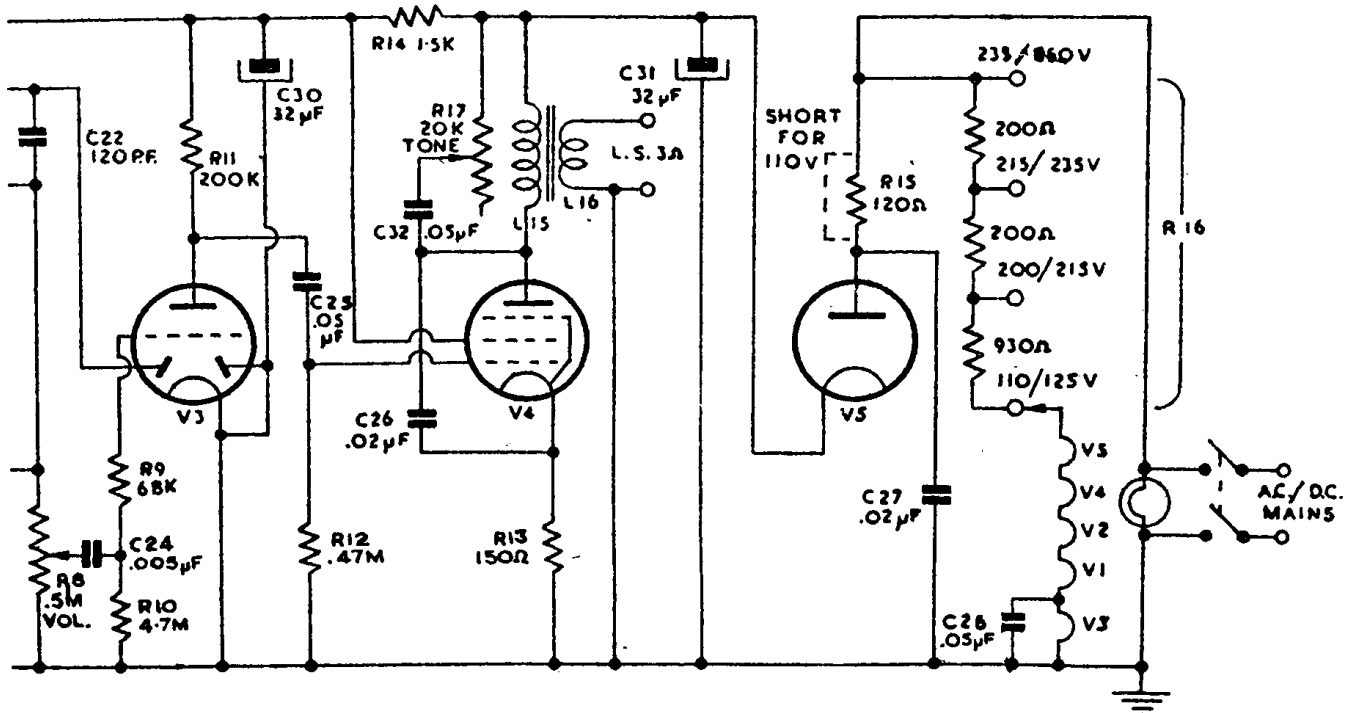 R14 1.5K
C30
32µF
C22
120P.F.
R11
200K
R17
20K
TONE
C31
32µF
SHORT
FOR
110V
L.S.3Ω
L15
L16
C32 .05µF
C25
.05
µF
V3
V4
V5
C26
.02µF
R15
120Ω
200Ω
215/235V
200Ω
200/215V
930Ω
110/125V
R16
V5
V4
V2
V1
V3
A.C./D.C.
MAINS
R9
68K
C24
.005µF
R8
.5M
VOL.
R10
4.7M
R12
.47M
R13
150Ω
C27
.02µF
C28
.05µF